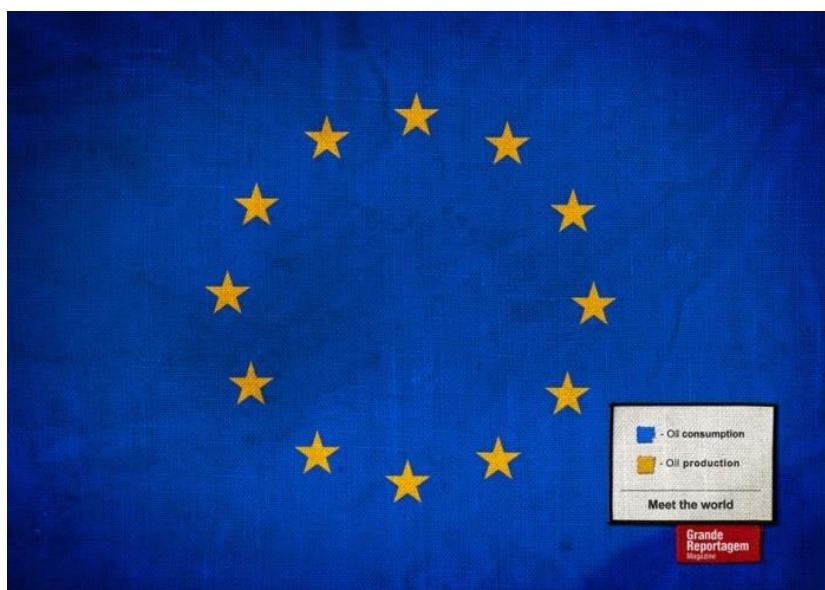 - Oil consumption
- Oil production
Meet the world
Grande
Reportagem
Magazine